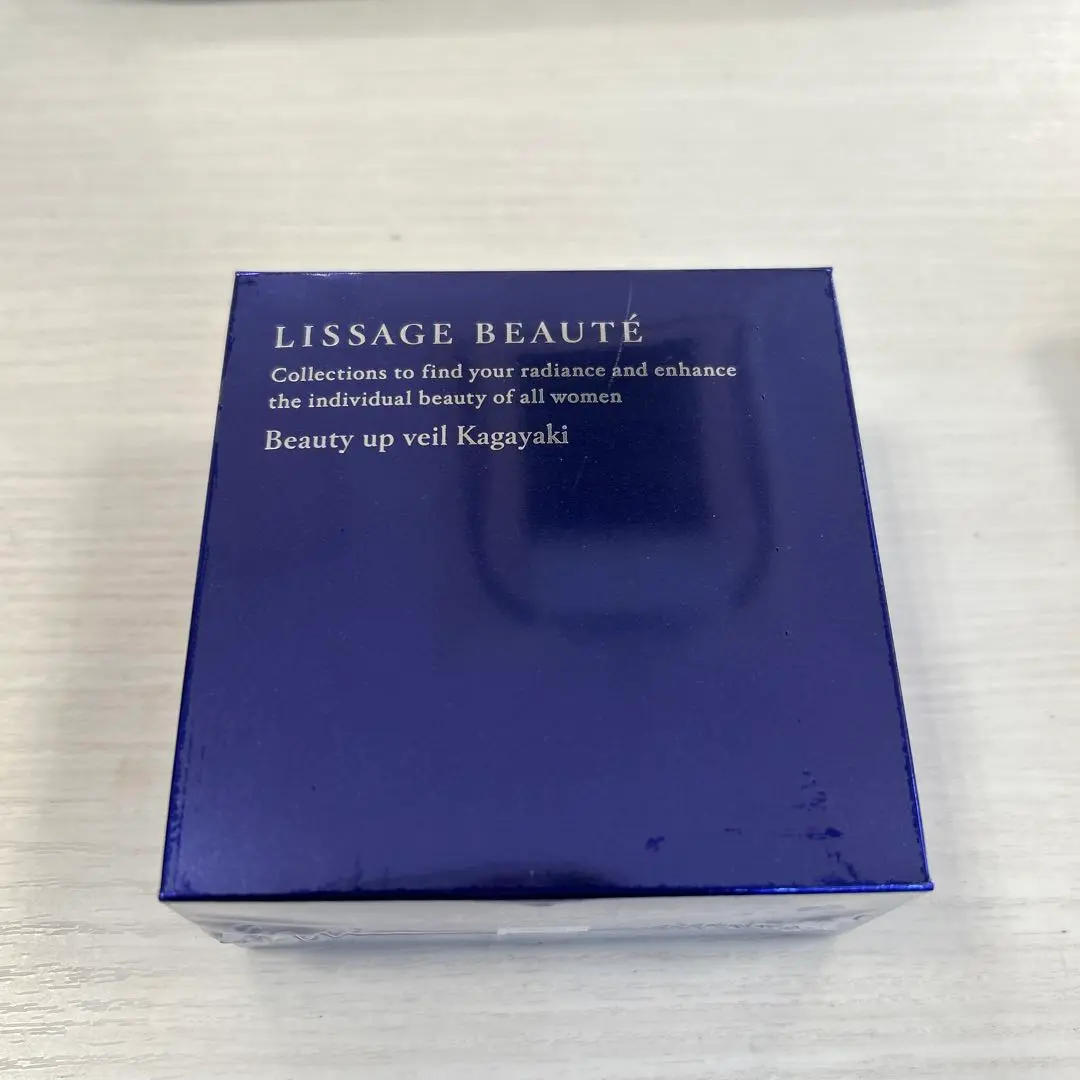 LISSAGE BEAUTÉ
Collections to find your radiance and enhance
the individual beauty of all women
Beauty up veil Kagayaki